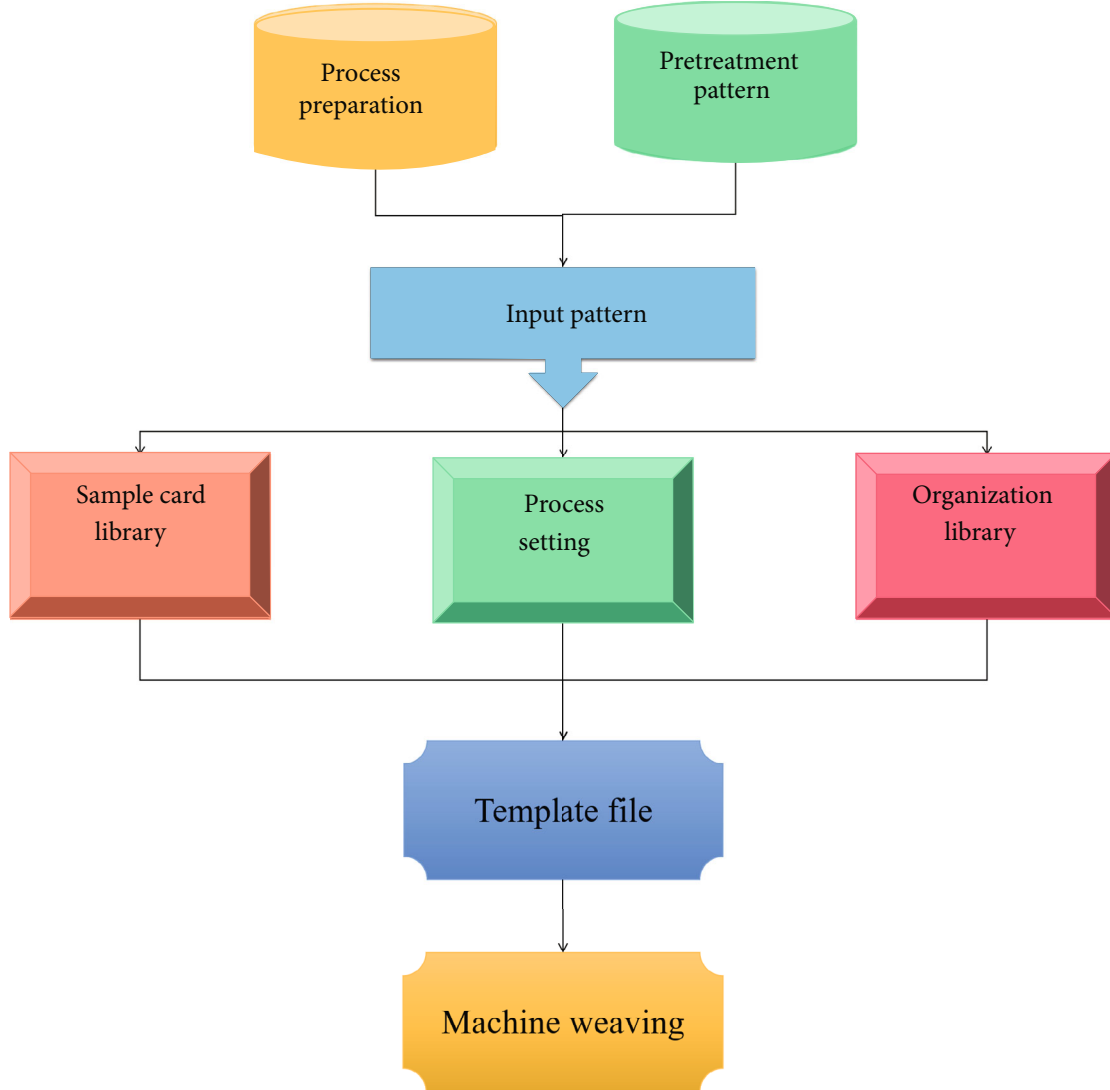 Process
preparation
Pretreatment
pattern
Input pattern
Sample card
library
Process
setting
Organization
library
Template file
Machine weaving